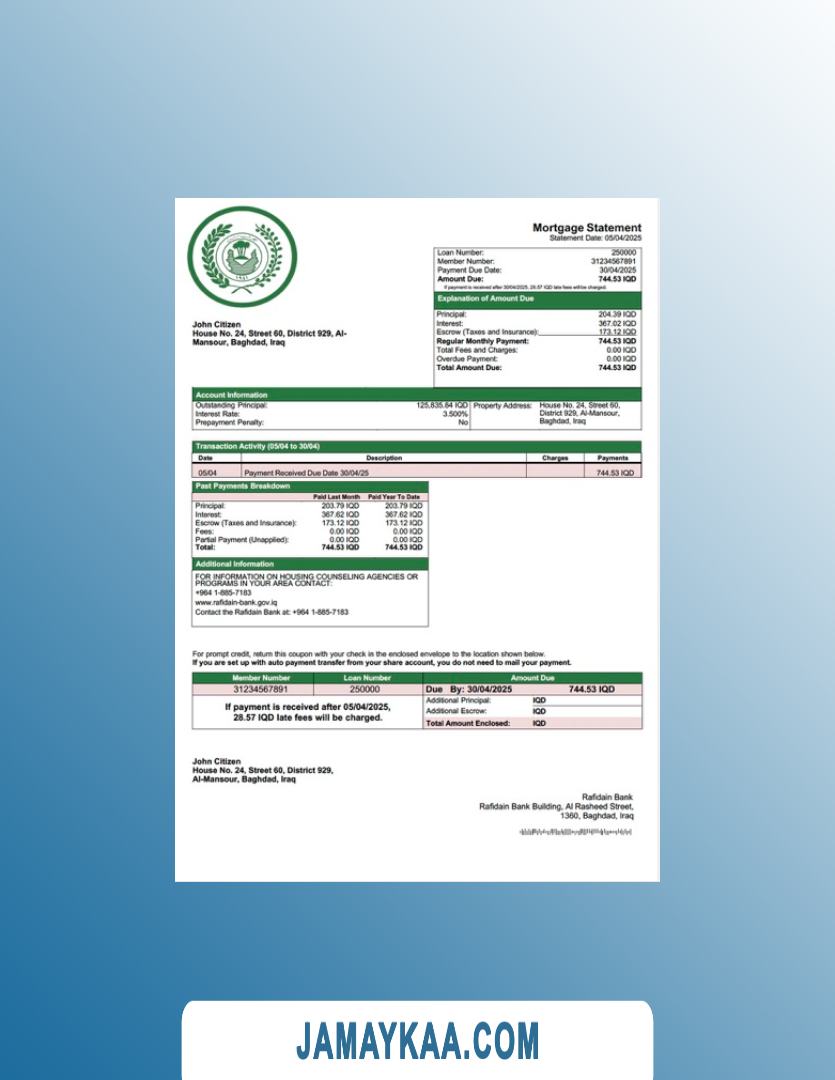 Mortgage Statement
Statement Date: 05/04/2025
Loan Number: 250000
Member Number: 31234567891
Payment Due Date: 30/04/2025
Amount Due: 744.53 IQD
If payment is received after 30/04/2025, 28.57 IQD late fees will be charged.
Explanation of Amount Due
Principal: 204.39 IQD
Interest: 367.02 IQD
Escrow (Taxes and Insurance): 173.12 IQD
Regular Monthly Payment: 744.53 IQD
Total Fees and Charges: 0.00 IQD
Overdue Payment: 0.00 IQD
Total Amount Due: 744.53 IQD
John Citizen
House No. 24, Street 60, District 929, Al-
Mansour, Baghdad, Iraq
Account Information
Outstanding Principal: 125,835.64 IQD
Interest Rate: 3.500%
Prepayment Penalty: No
Property Address: House No. 24, Street 60,
District 929, Al-Mansour,
Baghdad, Iraq
Transaction Activity (05/04 to 30/04)
Date Description Charges Payments
05/04 Payment Received Due Date 30/04/25 744.53 IQD
Past Payments Breakdown
Paid Last Month Paid Year To Date
Principal: 203.79 IQD 203.79 IQD
Interest: 367.62 IQD 367.62 IQD
Escrow (Taxes and Insurance): 173.12 IQD 173.12 IQD
Fees: 0.00 IQD 0.00 IQD
Partial Payment (Unapplied): 0.00 IQD 0.00 IQD
Total: 744.53 IQD 744.53 IQD
Additional Information
FOR INFORMATION ON HOUSING COUNSELING AGENCIES OR
PROGRAMS IN YOUR AREA CONTACT:
+964 1-885-7183
www.rafidain-bank.gov.iq
Contact the Rafidain Bank at: +964 1-885-7183
For prompt credit, return this coupon with your check in the enclosed envelope to the location shown below.
If you are set up with auto payment transfer from your share account, you do not need to mail your payment.
Member Number Loan Number Amount Due
31234567891 250000 Due By: 30/04/2025 744.53 IQD
If payment is received after 05/04/2025,
28.57 IQD late fees will be charged.
Additional Principal: IQD
Additional Escrow: IQD
Total Amount Enclosed: IQD
John Citizen
House No. 24, Street 60, District 929,
Al-Mansour, Baghdad, Iraq
Rafidain Bank
Rafidain Bank Building, Al Rasheed Street,
1360, Baghdad, Iraq
JAMAYKAA.COM